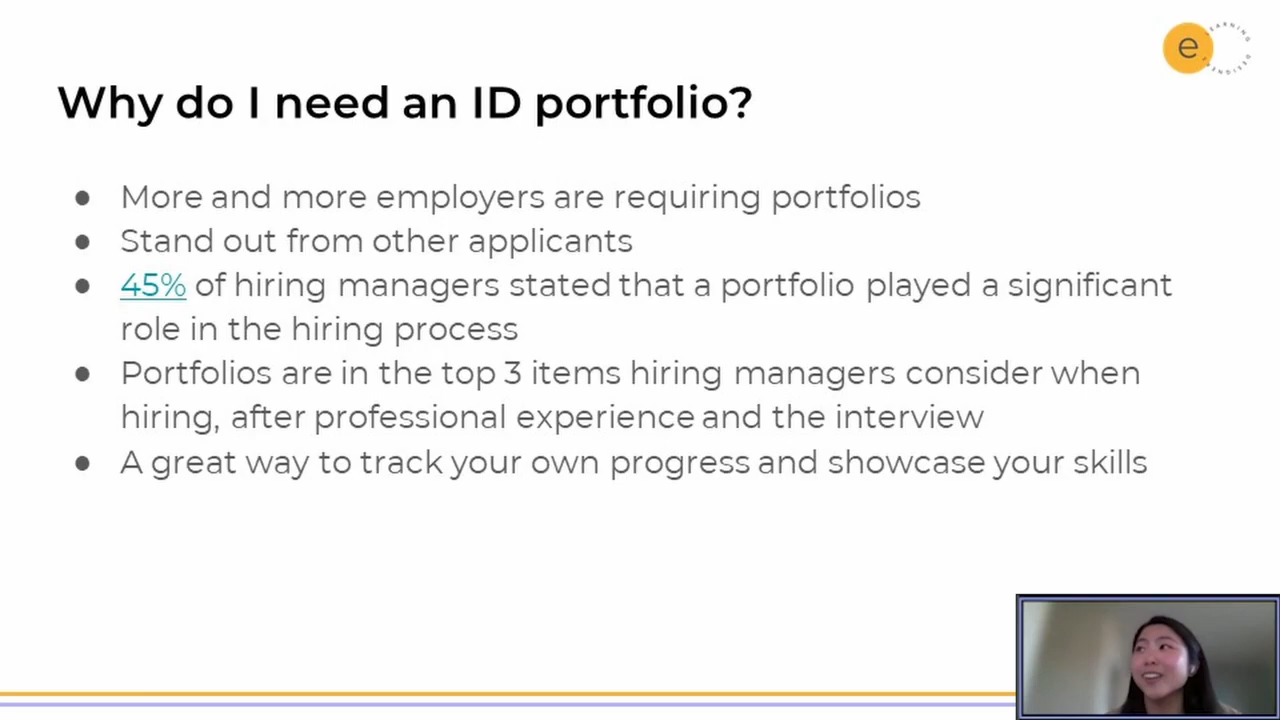 e
LEARNING DESIGNER
Why do I need an ID portfolio?
● More and more employers are requiring portfolios
● Stand out from other applicants
● 45% of hiring managers stated that a portfolio played a significant
role in the hiring process
● Portfolios are in the top 3 items hiring managers consider when
hiring, after professional experience and the interview
● A great way to track your own progress and showcase your skills